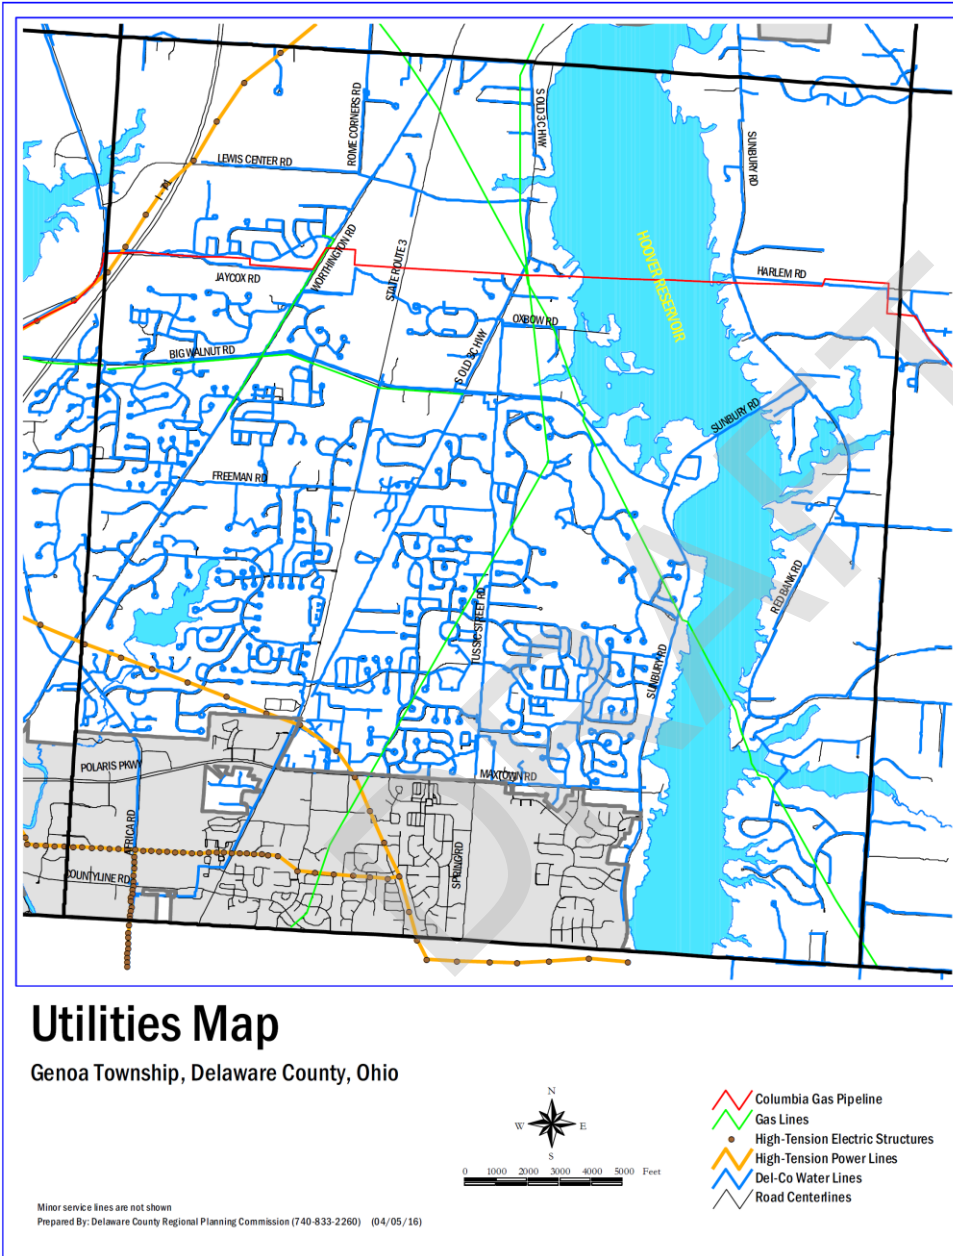 ROME CORNERS RD
S OLD 3C HWY
SUNBURY RD
LEWIS CENTER RD
I - 71
WORTHINGTON RD
STATE ROUTE 3
HOOVER RESERVOIR
JAYCOX RD
HARLEM RD
OXBOW RD
S OLD 3C HWY
BIG WALNUT RD
SUNBURY RD
FREEMAN RD
RED BANK RD
TUSSIC STREET RD
SUNBURY RD
POLARIS PKWY
MAXTOWN RD
AFRICA RD
SPRING RD
COUNTYLINE RD
DRAFT
Utilities Map
Genoa Township, Delaware County, Ohio
N
W E
S
0 1000 2000 3000 4000 5000 Feet
Columbia Gas Pipeline
Gas Lines
High-Tension Electric Structures
High-Tension Power Lines
Del-Co Water Lines
Road Centerlines
Minor service lines are not shown
Prepared By: Delaware County Regional Planning Commission (740-833-2260) (04/05/16)